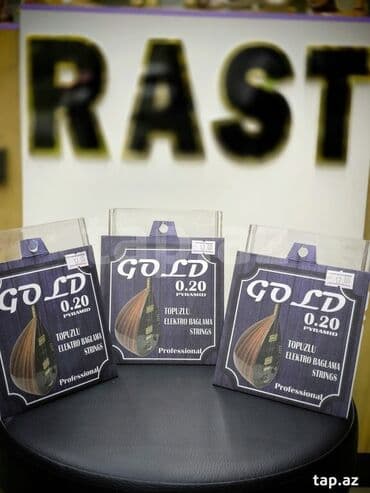 RAST
GOLD
0.20
PYRAMID
TOPUZLU
ELEKTRO BAGLAMA
STRINGS
Professional
GOLD
0.20
PYRAMID
TOPUZLU
ELEKTRO BAGLAMA
STRINGS
Professional
GOLD
0.20
PYRAMID
TOPUZLU
ELEKTRO BAGLAMA
STRINGS
Professional
tap.az